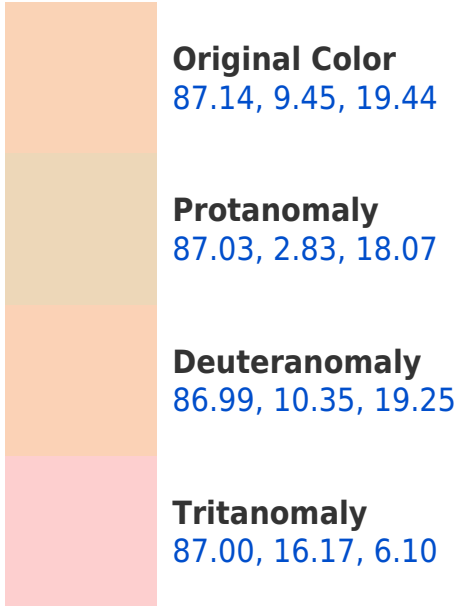 Original Color
87.14, 9.45, 19.44
Protanomaly
87.03, 2.83, 18.07
Deuteranomaly
86.99, 10.35, 19.25
Tritanomaly
87.00, 16.17, 6.10